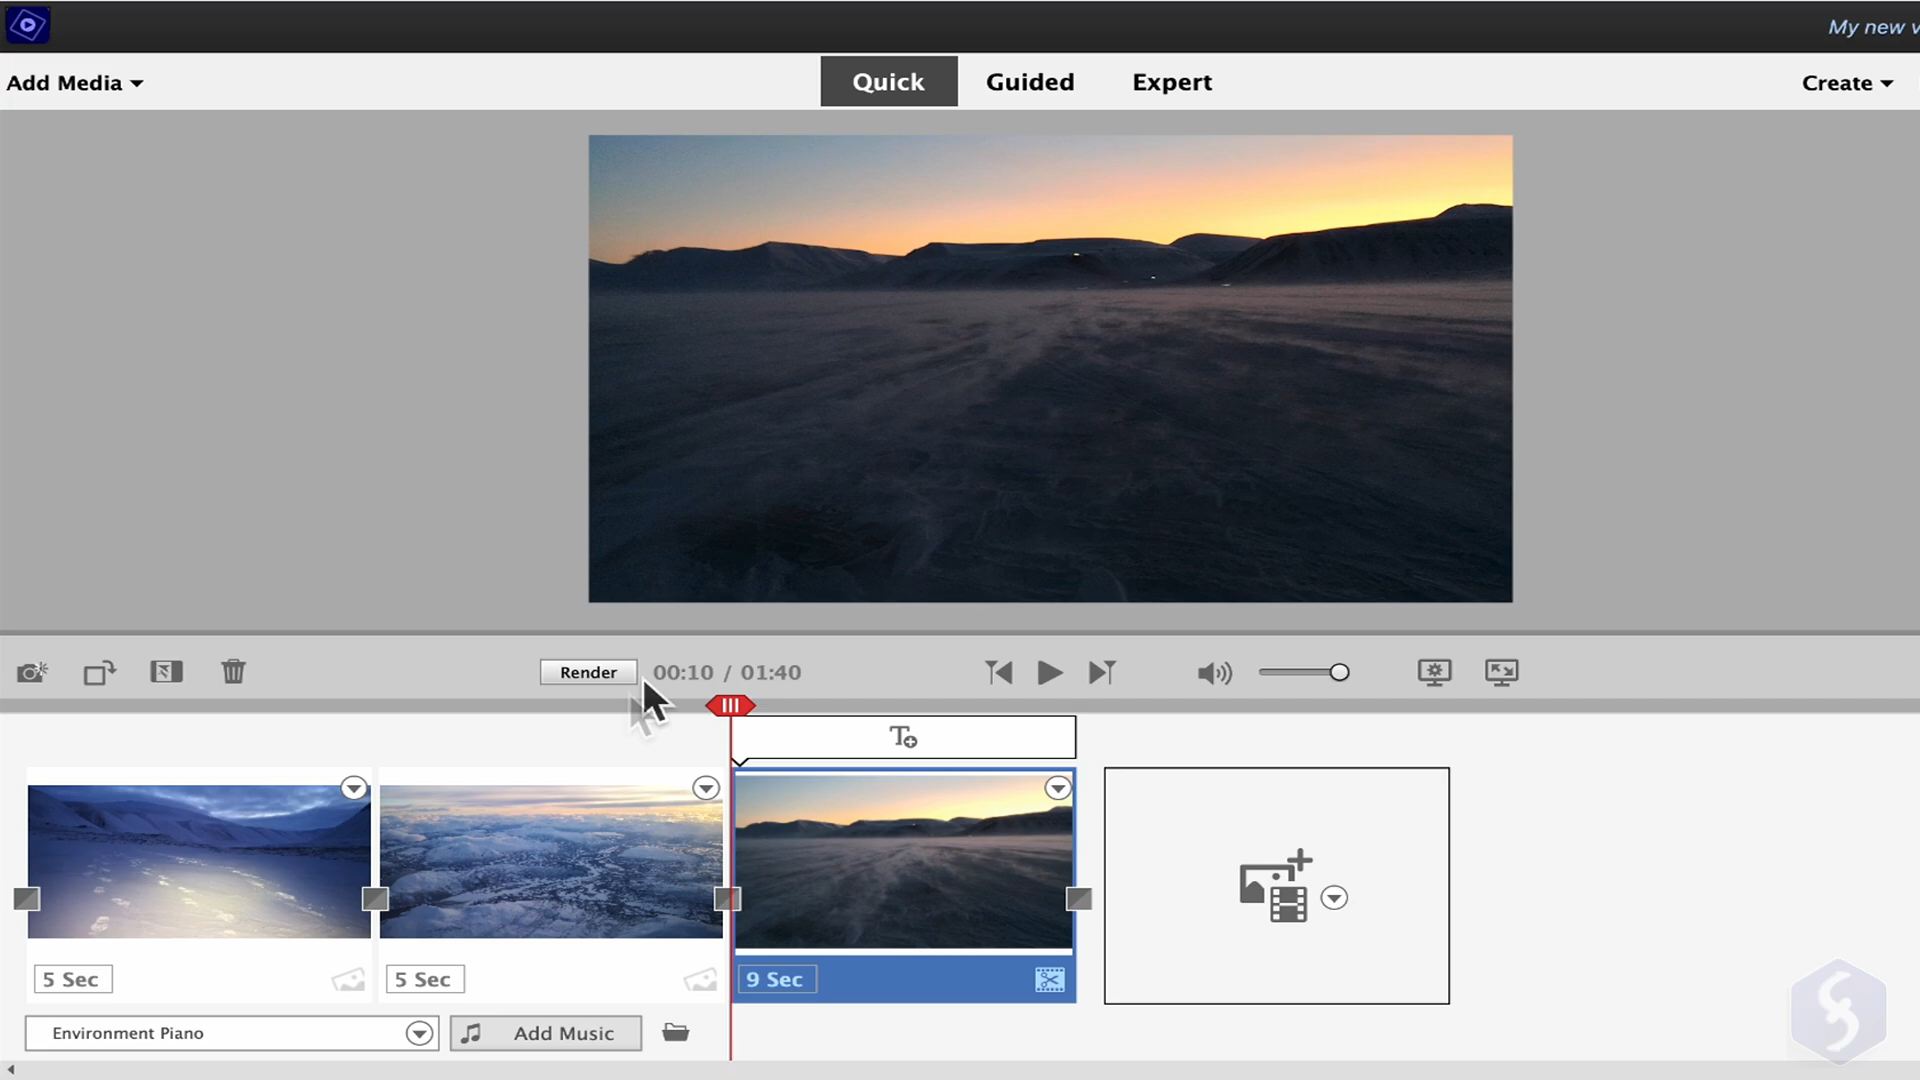 My new v
Add Media
Quick
Guided
Expert
Create
Render
00:10 / 01:40
5 Sec
5 Sec
9 Sec
Environment Piano
Add Music